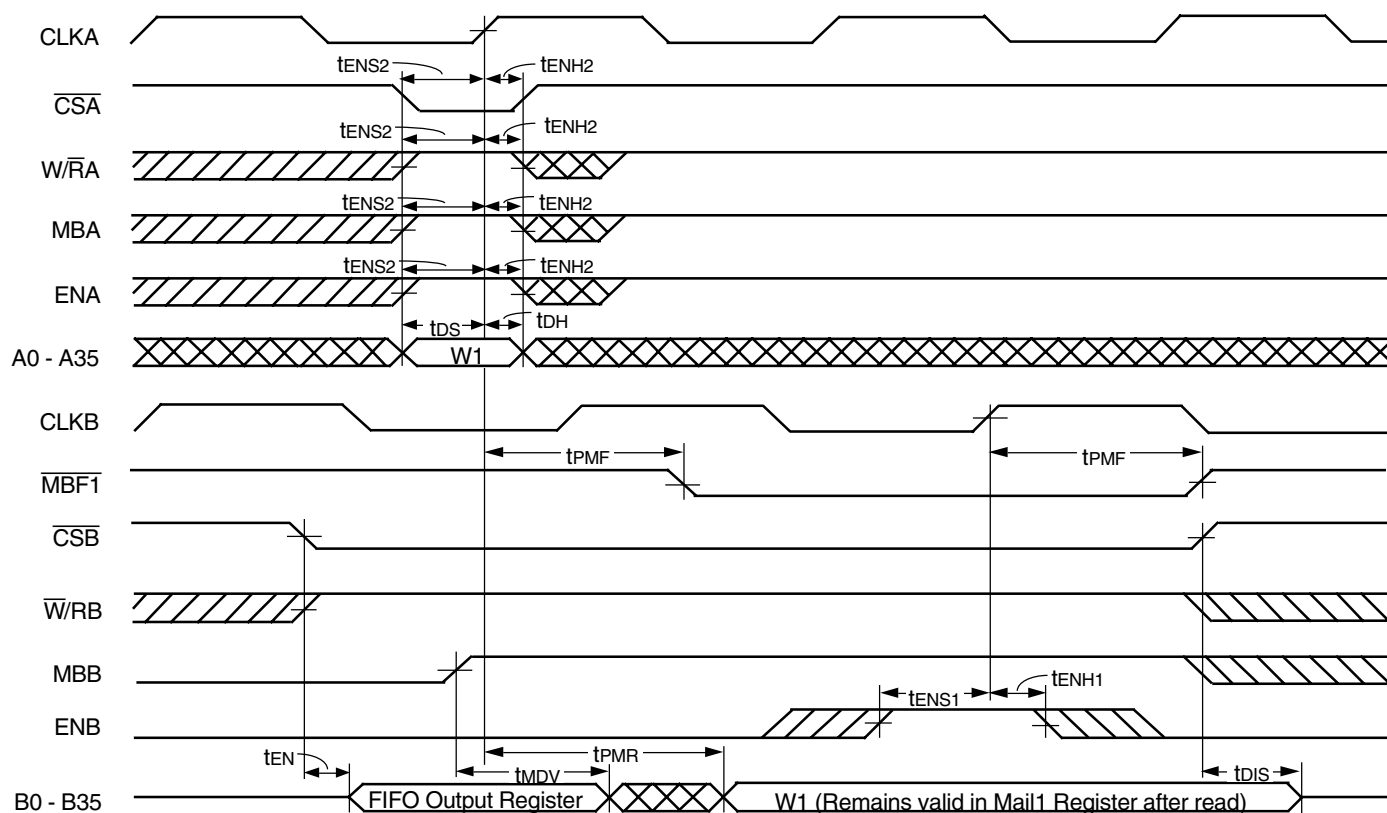 CLKA
tENS2 tENH2
CSA
tENS2 tENH2
W/RA
tENS2 tENH2
MBA
tENS2 tENH2
ENA
tDS tDH
A0 - A35 W1
CLKB
tPMF tPMF
MBF1
CSB
W/RB
MBB
tENS1 tENH1
ENB
tEN tPMR
tMDV tDIS
B0 - B35 FIFO Output Register W1 (Remains valid in Mail1 Register after read)